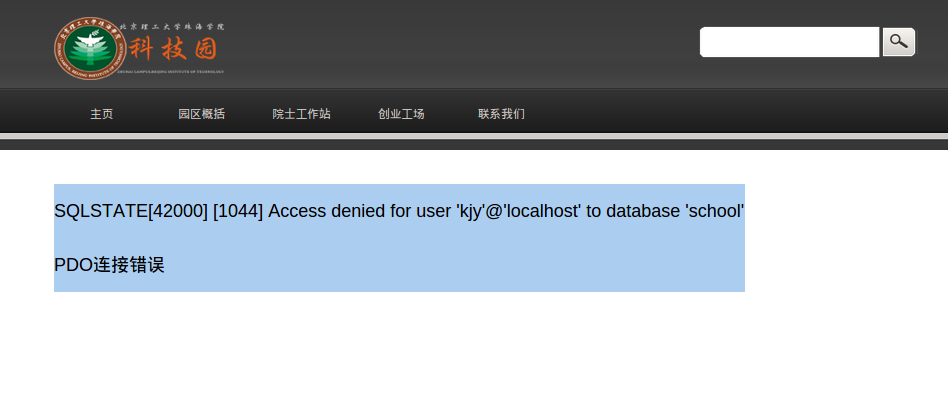 北京理工大学珠海学院
科技园
ZHUHAI CAMPUS,BEIJING INSTITUTE OF TECHNOLOGY
主页
园区概括
院士工作站
创业工场
联系我们
SQLSTATE[42000] [1044] Access denied for user 'kjy'@'localhost' to database 'school'
PDO连接错误